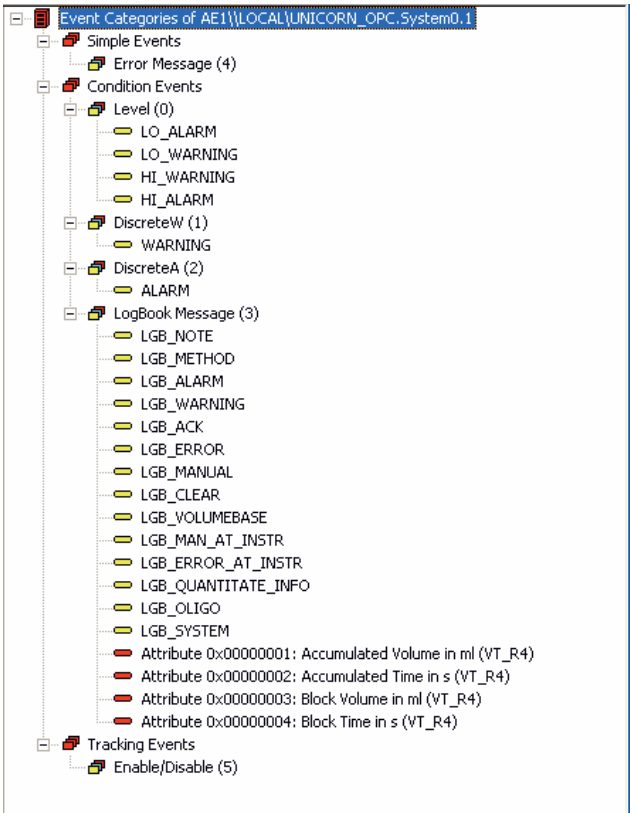 Event Categories of AE1\\LOCAL\UNICORN_OPC.System0.1
Simple Events
Error Message (4)
Condition Events
Level (0)
LO_ALARM
LO_WARNING
HI_WARNING
HI_ALARM
DiscreteW (1)
WARNING
DiscreteA (2)
ALARM
LogBook Message (3)
LGB_NOTE
LGB_METHOD
LGB_ALARM
LGB_WARNING
LGB_ACK
LGB_ERROR
LGB_MANUAL
LGB_CLEAR
LGB_VOLUMEBASE
LGB_MAN_AT_INSTR
LGB_ERROR_AT_INSTR
LGB_QUANTITATE_INFO
LGB_OLIGO
LGB_SYSTEM
Attribute 0x00000001: Accumulated Volume in ml (VT_R4)
Attribute 0x00000002: Accumulated Time in s (VT_R4)
Attribute 0x00000003: Block Volume in ml (VT_R4)
Attribute 0x00000004: Block Time in s (VT_R4)
Tracking Events
Enable/Disable (5)